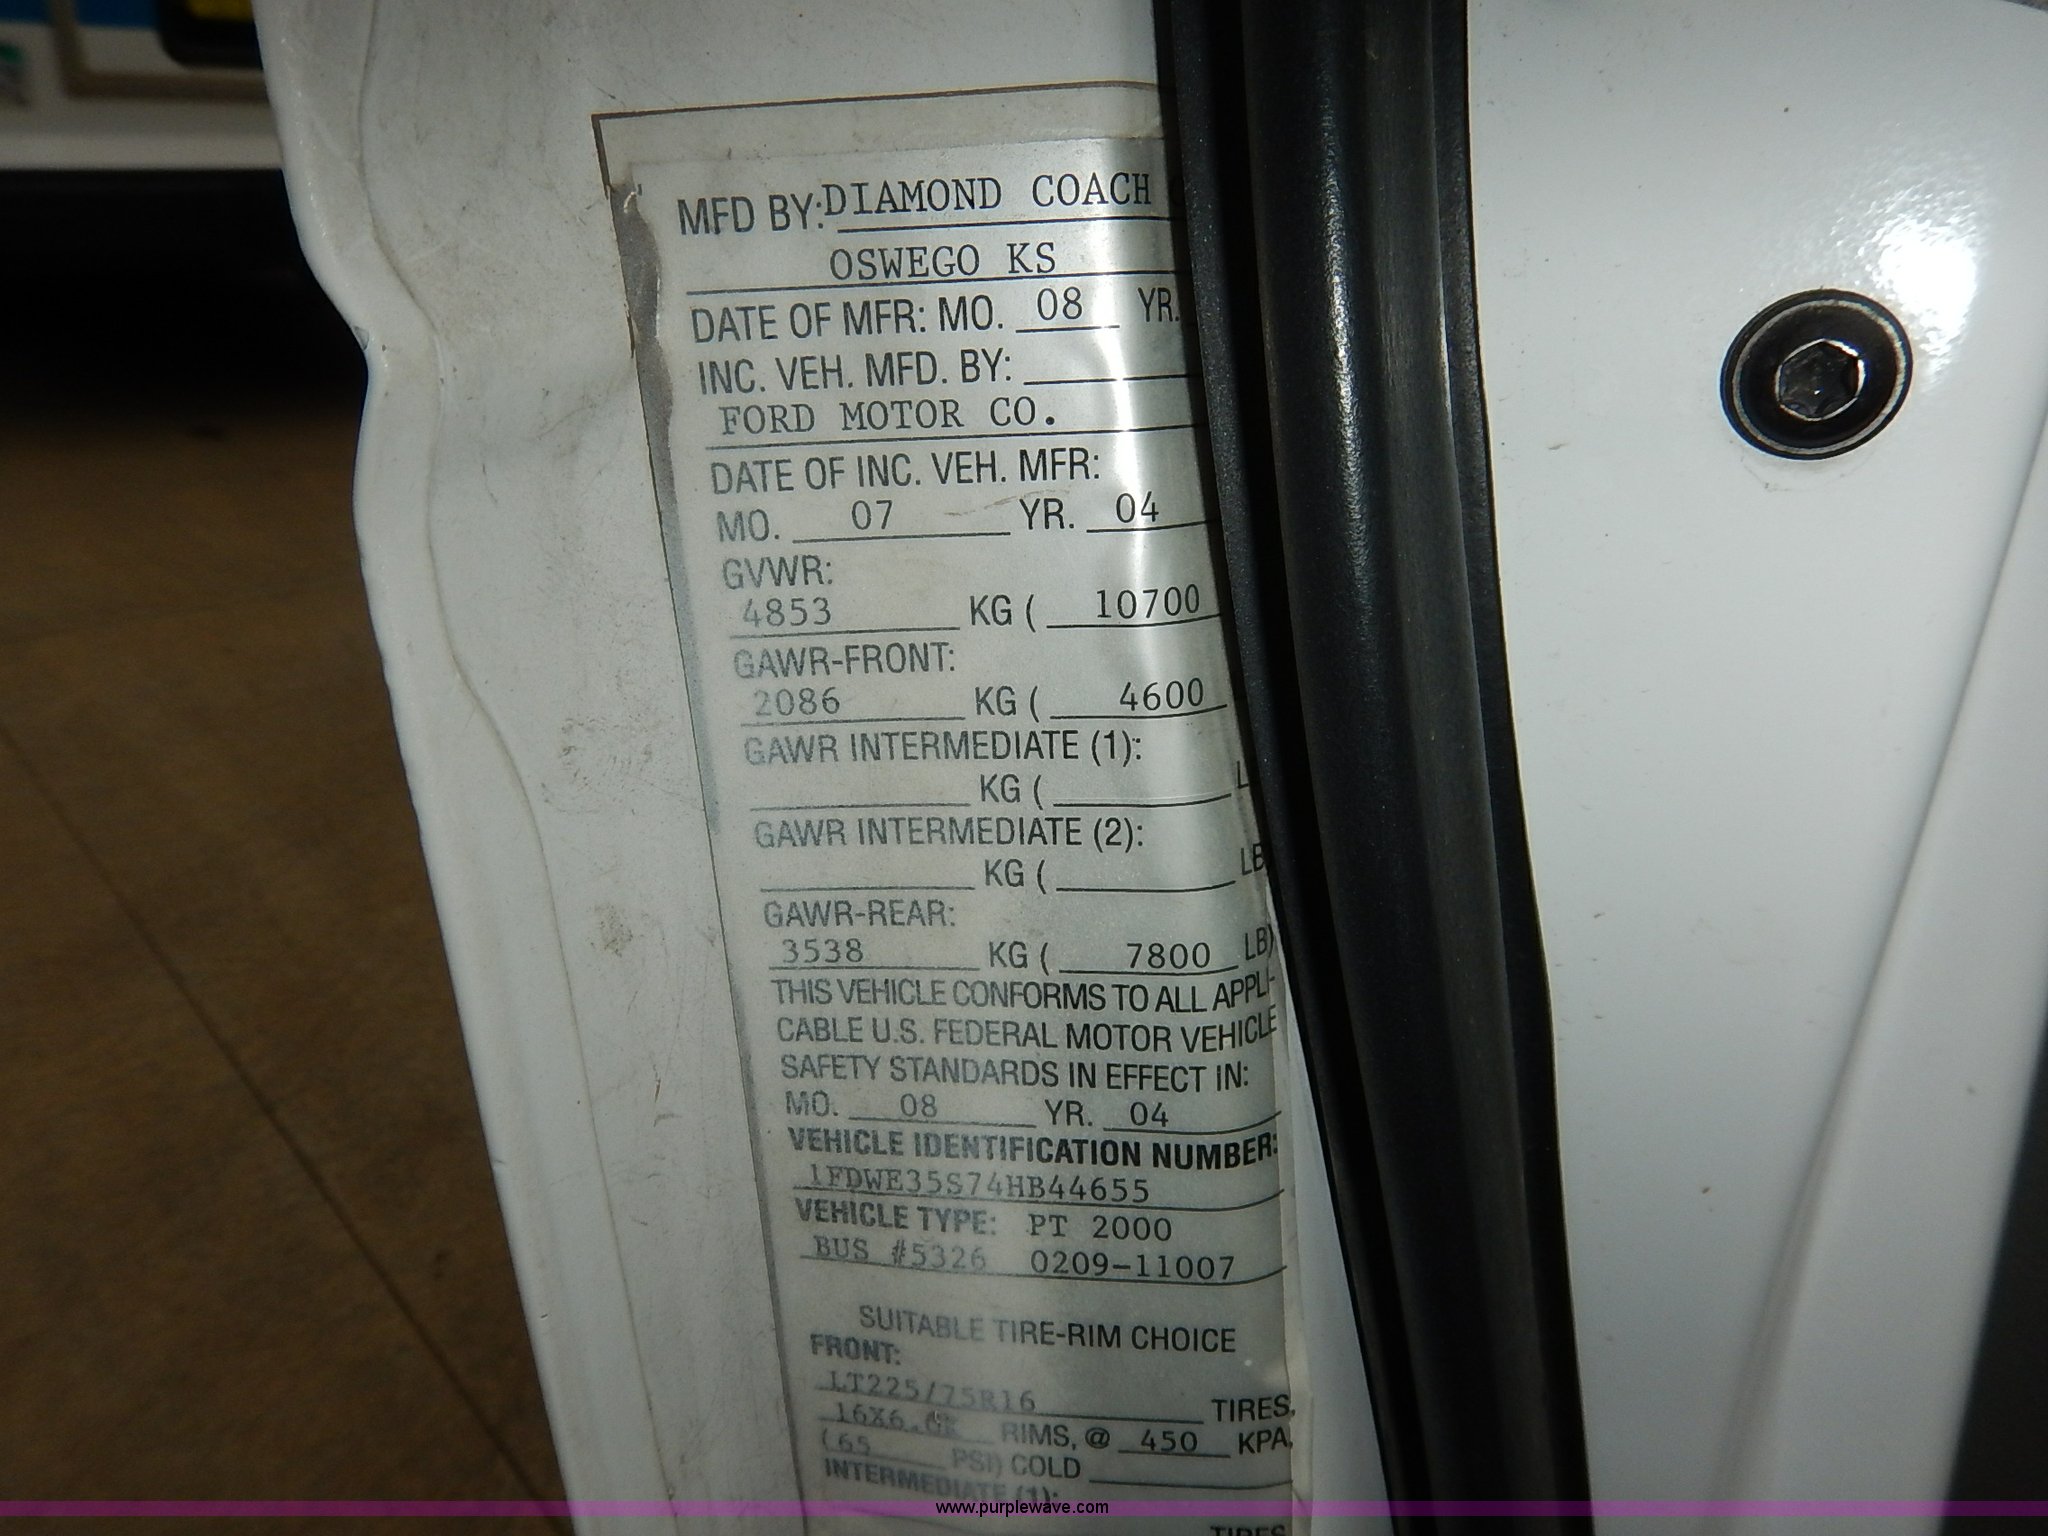 MFD BY: DIAMOND COACH
OSWEGO KS
DATE OF MFR: MO. 08 YR.
INC. VEH. MFD. BY:
FORD MOTOR CO.
DATE OF INC. VEH. MFR:
MO. 07 YR. 04
GVWR:
4853 KG ( 10700
GAWR-FRONT:
2086 KG ( 4600
GAWR INTERMEDIATE (1):
KG ( L
GAWR INTERMEDIATE (2):
KG ( LB
GAWR-REAR:
3538 KG ( 7800 LB)
THIS VEHICLE CONFORMS TO ALL APPLI-
CABLE U.S. FEDERAL MOTOR VEHICLE
SAFETY STANDARDS IN EFFECT IN:
MO. 08 YR. 04
VEHICLE IDENTIFICATION NUMBER:
1FDWE35S74HB44655
VEHICLE TYPE: PT 2000
BUS #5326 0209-11007
SUITABLE TIRE-RIM CHOICE
FRONT:
LT225/75R16 TIRES,
RIMS, @ 450 KPA,
(65 PSI) COLD
INTERMEDIATE (1):
TIRES
www.purplewave.com